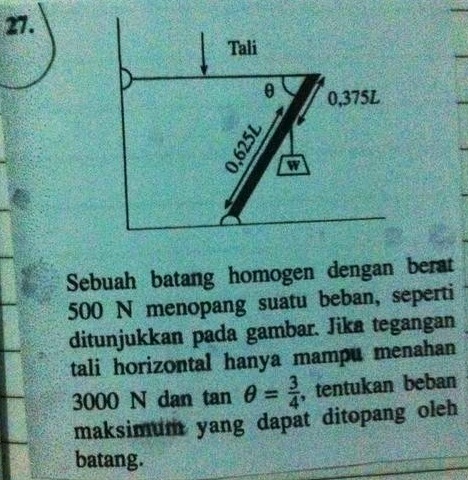 27.
Tali
θ
0,375L
0,625L
W
Sebuah batang homogen dengan berat
500 N menopang suatu beban, seperti
ditunjukkan pada gambar. Jika tegangan
tali horizontal hanya mampu menahan
3000 N dan tan θ = 3/4, tentukan beban
maksimum yang dapat ditopang oleh
batang.